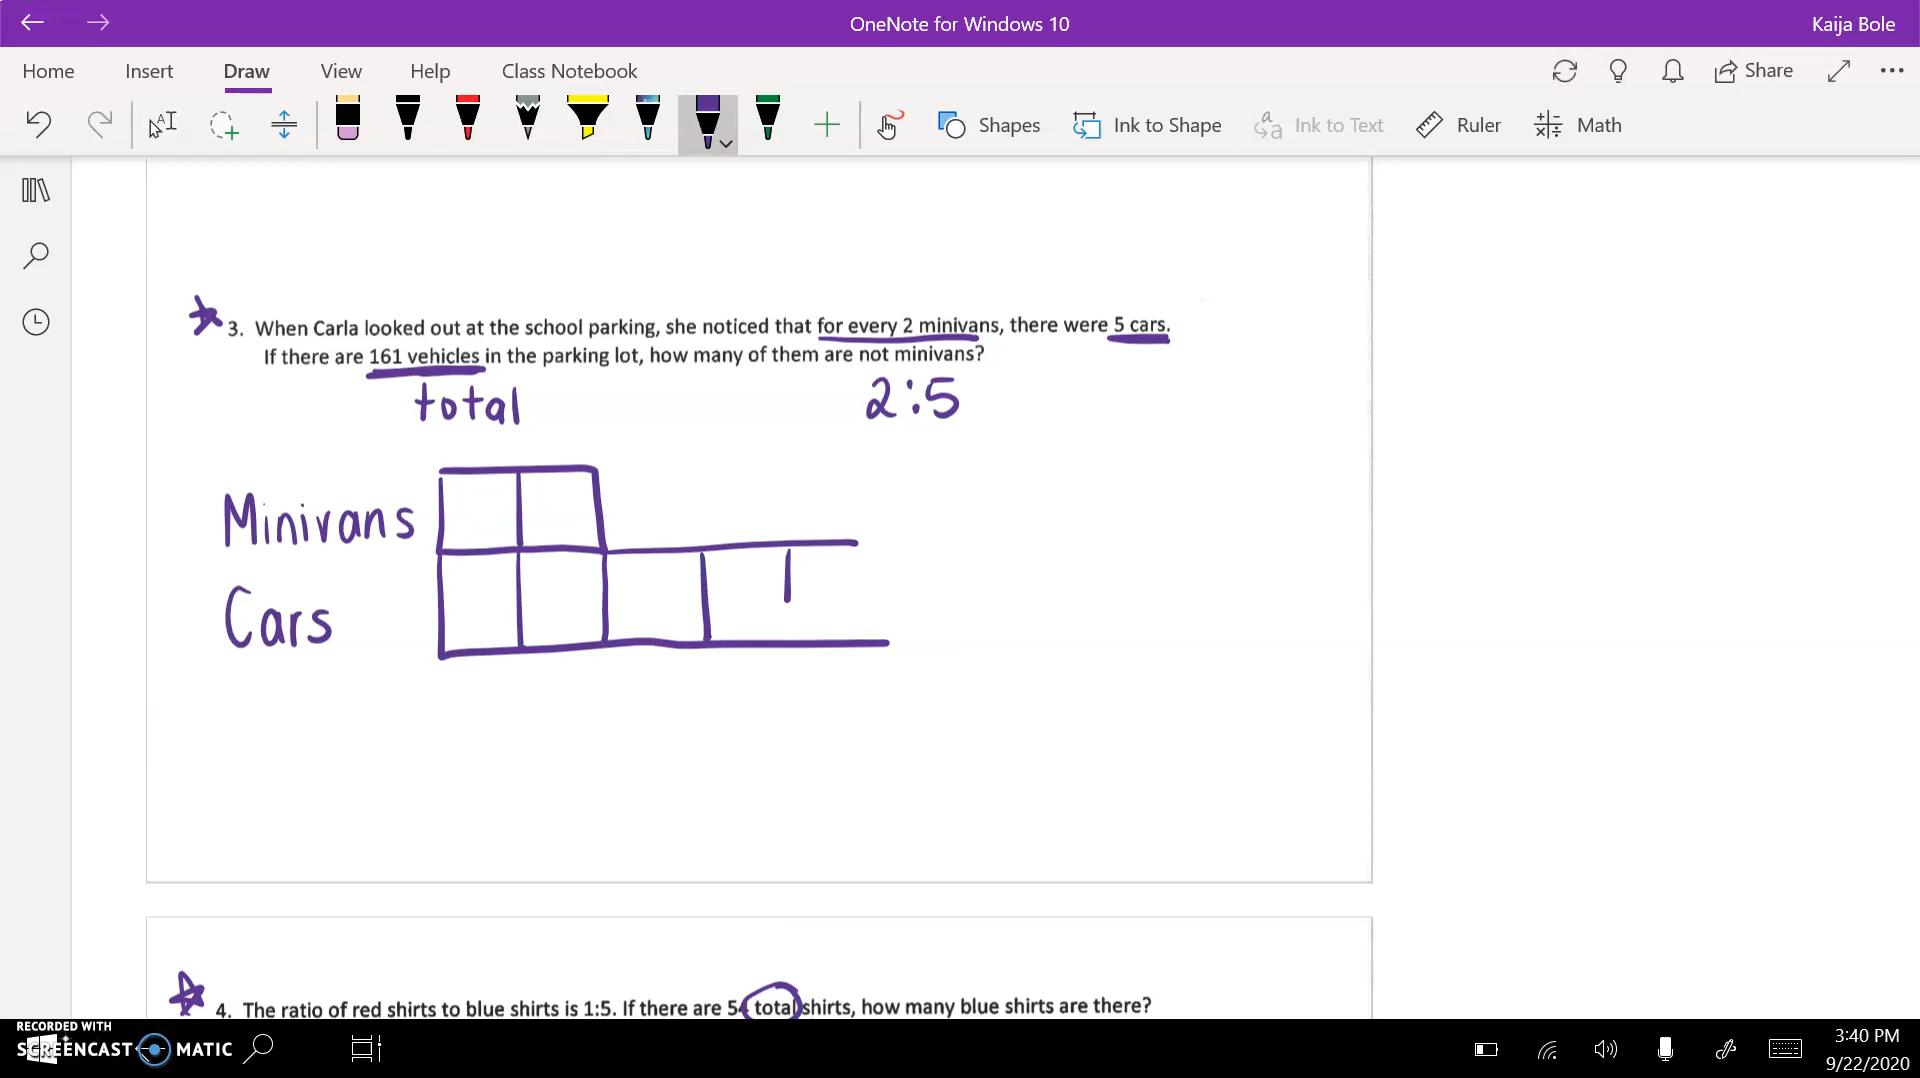 OneNote for Windows 10
Kaija Bole
Home Insert Draw View Help Class Notebook
Share
Shapes Ink to Shape Ink to Text Ruler Math
3. When Carla looked out at the school parking, she noticed that for every 2 minivans, there were 5 cars.
If there are 161 vehicles in the parking lot, how many of them are not minivans?
total 2:5
Minivans
Cars
4. The ratio of red shirts to blue shirts is 1:5. If there are 54 total shirts, how many blue shirts are there?
RECORDED WITH
SCREENCAST MATIC
3:40 PM
9/22/2020